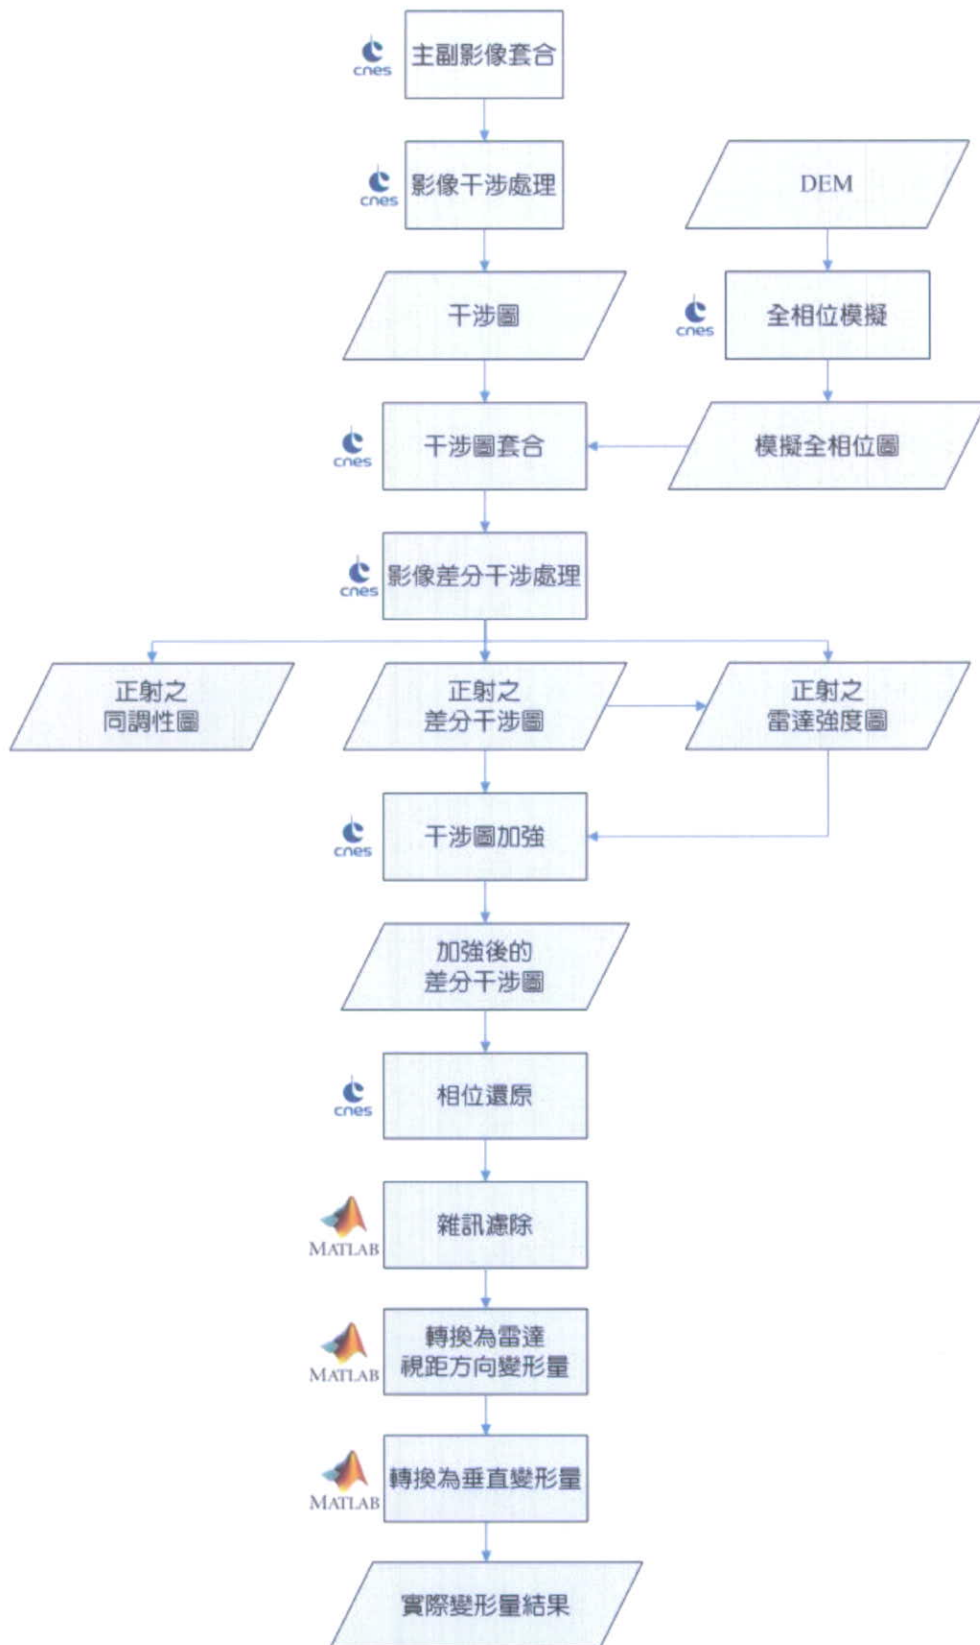 cnes
主副影像套合
cnes
影像干涉處理
DEM
干涉圖
cnes
全相位模擬
cnes
干涉圖套合
模擬全相位圖
cnes
影像差分干涉處理
正射之
同調性圖
正射之
差分干涉圖
正射之
雷達強度圖
cnes
干涉圖加強
加強後的
差分干涉圖
cnes
相位還原
MATLAB
雜訊濾除
MATLAB
轉換為雷達
視距方向變形量
MATLAB
轉換為垂直變形量
實際變形量結果